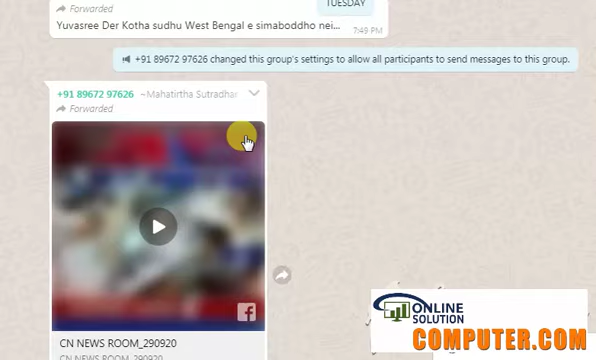 TUESDAY
Forwarded
Yuvasree Der Kotha sudhu West Bengal e simaboddho nei...
7:49 PM
+91 89672 97626 changed this group's settings to allow all participants to send messages to this group.
+91 89672 97626 ~Mahatirtha Sutradhar
Forwarded
CN NEWS ROOM_290920
CN NEWS ROOM_290920
ONLINE
SOLUTION
COMPUTER.COM